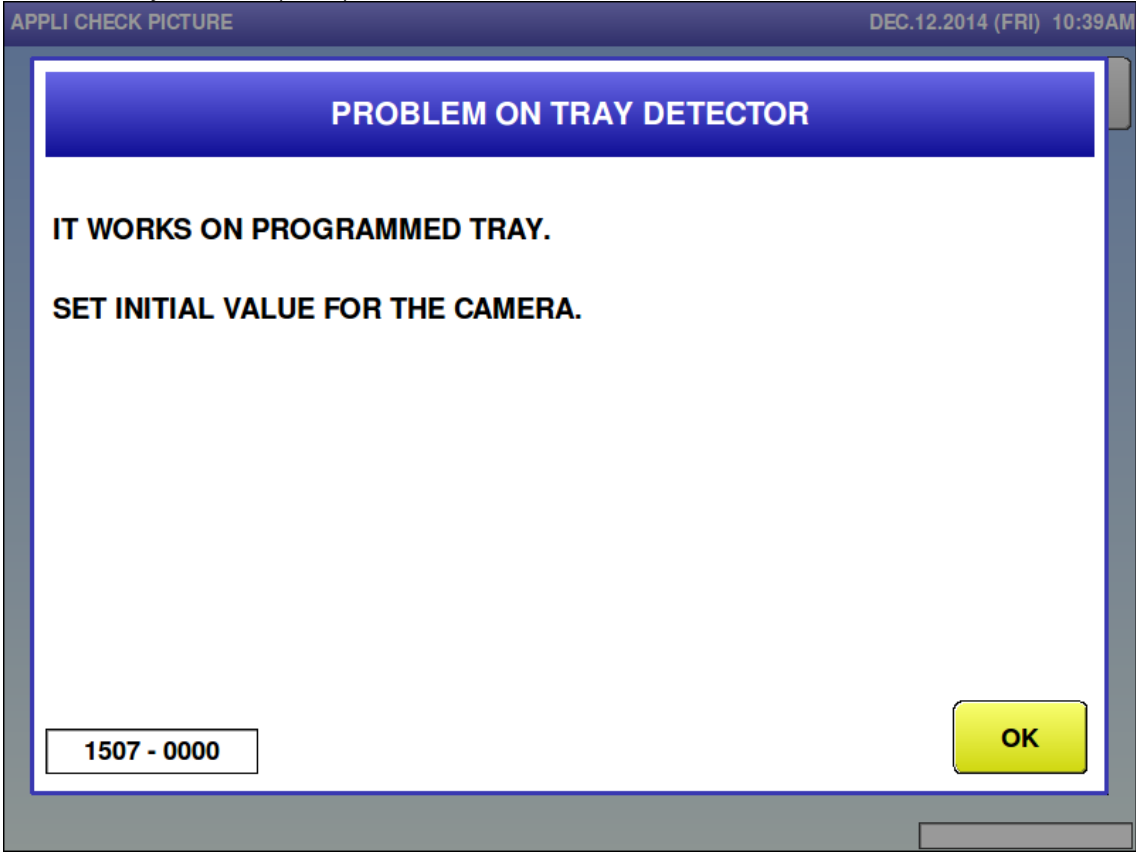 APPLI CHECK PICTURE
DEC.12.2014 (FRI) 10:39AM
PROBLEM ON TRAY DETECTOR
IT WORKS ON PROGRAMMED TRAY.
SET INITIAL VALUE FOR THE CAMERA.
1507 - 0000
OK